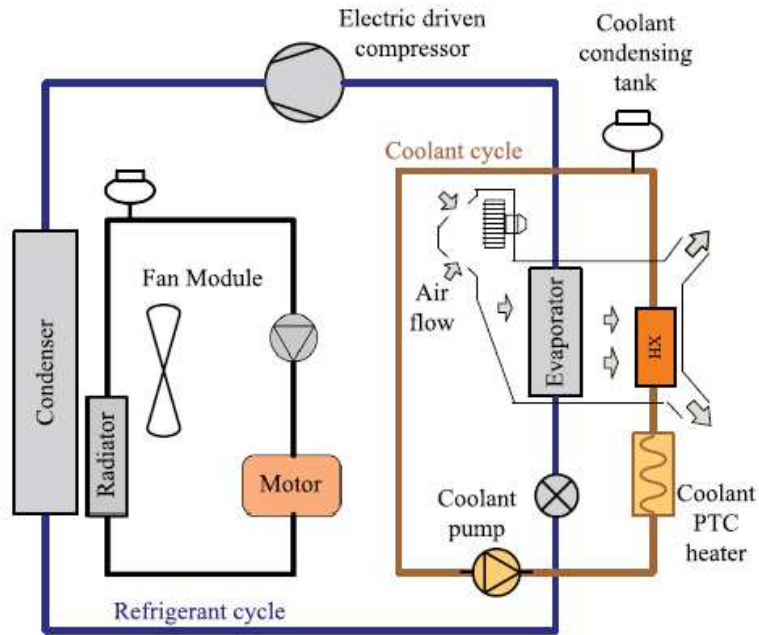 Electric driven
compressor
Coolant
condensing
tank
Coolant cycle
Fan Module
Air
flow
Condenser
Radiator
Motor
Evaporator
HX
Coolant
pump
Coolant
PTC
heater
Refrigerant cycle